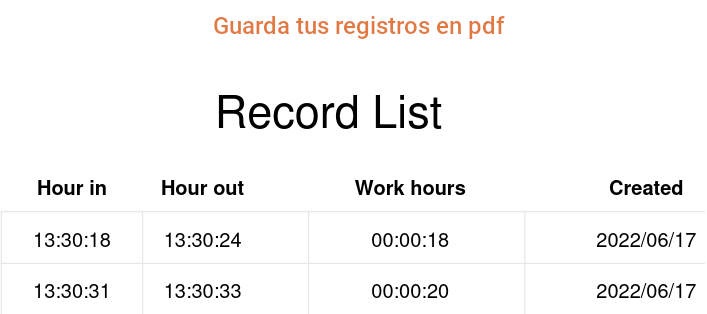 Guarda tus registros en pdf
Record List
Hour in Hour out Work hours Created
13:30:18 13:30:24 00:00:18 2022/06/17
13:30:31 13:30:33 00:00:20 2022/06/17